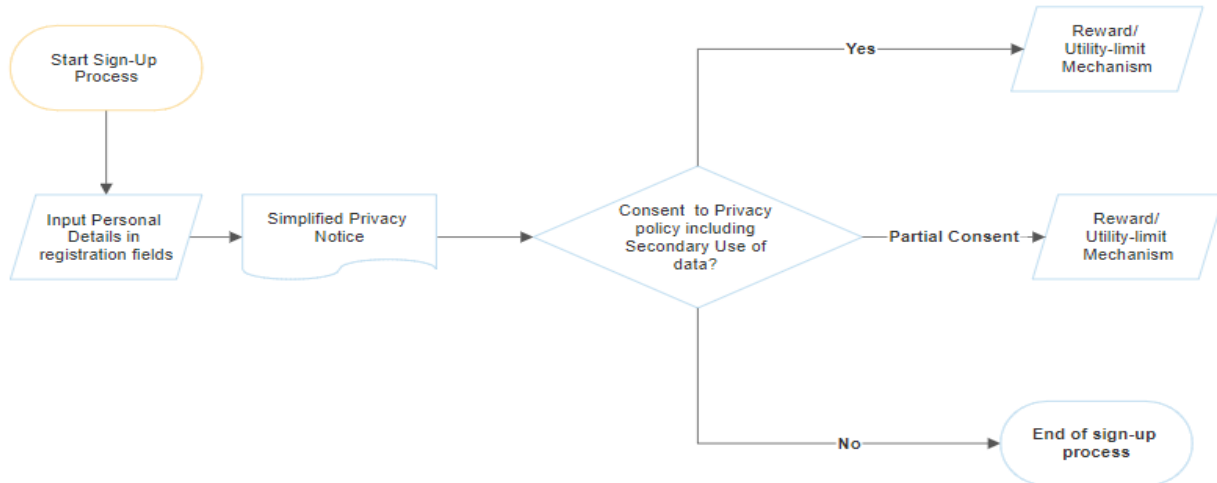 Start Sign-Up
Process
Input Personal
Details in
registration fields
Simplified Privacy
Notice
Consent to Privacy
policy including
Secondary Use of
data?
Yes
Reward/
Utility-limit
Mechanism
Partial Consent
Reward/
Utility-limit
Mechanism
No
End of sign-up
process